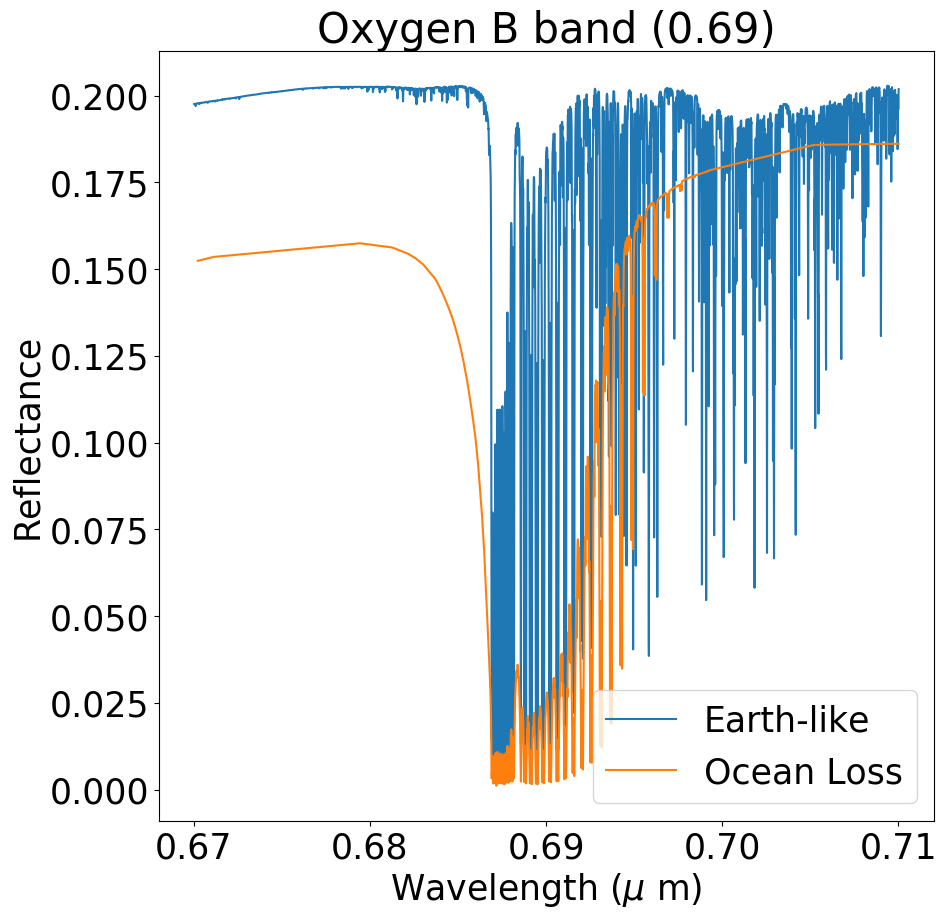 Oxygen B band (0.69)
Reflectance
0.200
0.175
0.150
0.125
0.100
0.075
0.050
0.025
0.000
Earth-like
Ocean Loss
0.67 0.68 0.69 0.70 0.71
Wavelength (μ m)